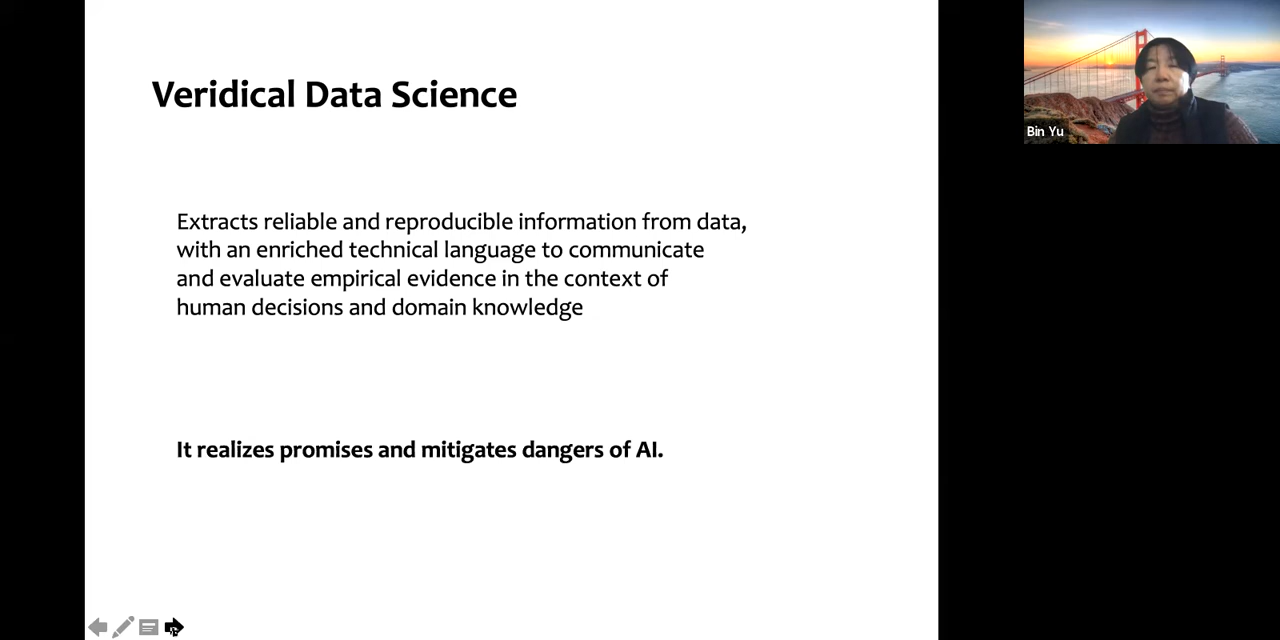 Veridical Data Science
Extracts reliable and reproducible information from data,
with an enriched technical language to communicate
and evaluate empirical evidence in the context of
human decisions and domain knowledge
It realizes promises and mitigates dangers of AI.
Bin Yu